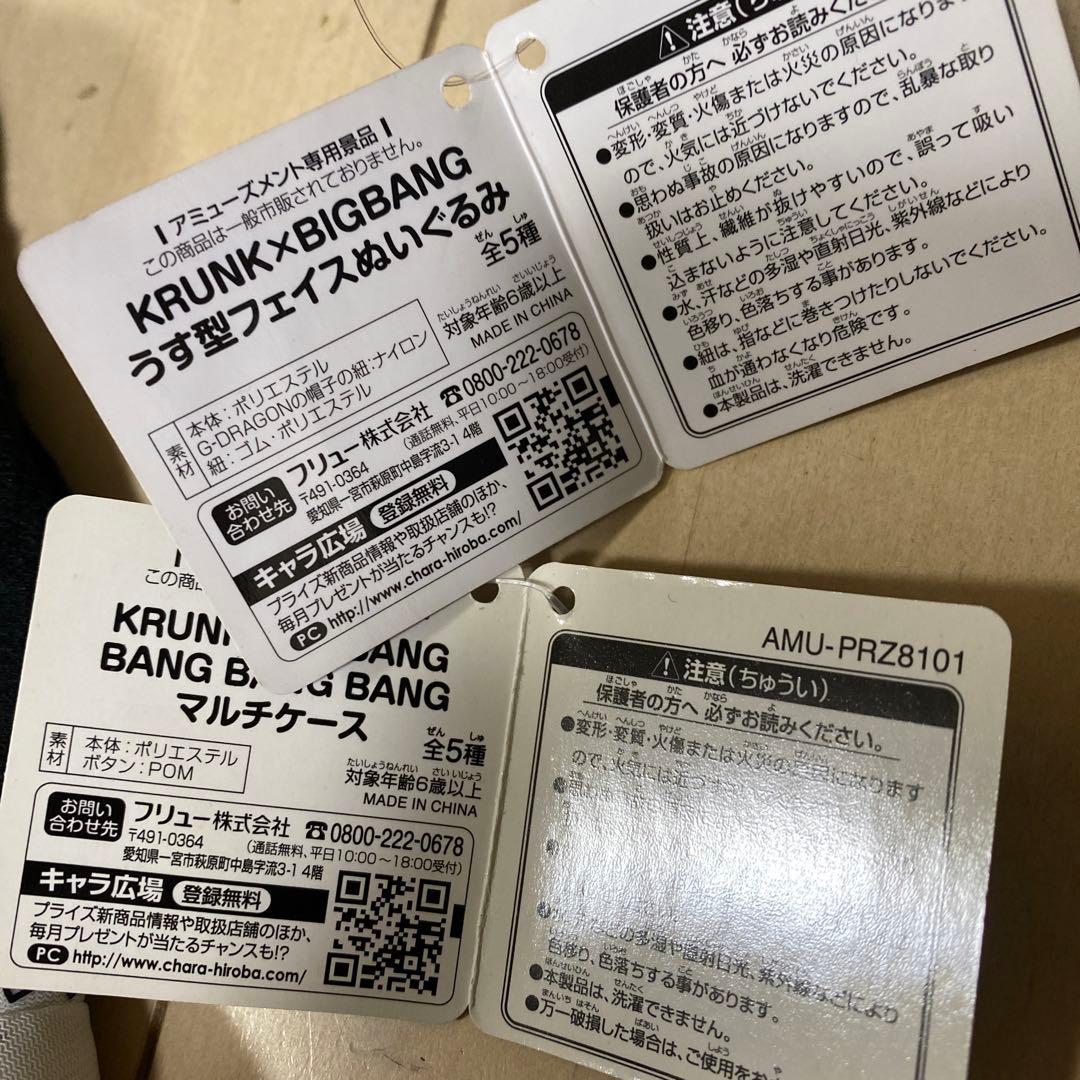 アミューズメント専用景品
この商品は一般市販されておりません。
KRUNK×BIGBANG
うす型フェイスぬいぐるみ
全5種
対象年齢6歳以上
MADE IN CHINA
素材
本体:ポリエステル
G-DRAGONの帽子の紐:ナイロン
紐:ゴム・ポリエステル
お問い合わせ先
フリュー株式会社 ☎0800-222-0678
〒491-0364 (通話無料、平日10:00~18:00受付)
愛知県一宮市萩原町中島字流3-1 4階
キャラ広場 登録無料
プライズ新商品情報や取扱店舗のほか、
毎月プレゼントが当たるチャンスも!?
PC http://www.chara-hiroba.com/
⚠注意
保護者の方へ 必ずお読みくださ
●変形・変質・火傷または火災の原因になります
ので、火気には近づけないでください。
●思わぬ事故の原因になりますので、乱暴な取り
扱いはお止めください。
●性質上、繊維が抜けやすいので、誤って吸い
込まないように注意してください。
●水、汗などの多湿や直射日光、紫外線などにより
色移り、色落ちする事があります。
●紐は、指などに巻きつけたりしないでください。
血が通わなくなり危険です。
●本製品は、洗濯できません。
この商
KRUN ANG
BANG BANG BANG
マルチケース
全5種
対象年齢6歳以上
MADE IN CHINA
素材
本体:ポリエステル
ボタン:POM
お問い合わせ先
フリュー株式会社 ☎0800-222-0678
〒491-0364 (通話無料、平日10:00~18:00受付)
愛知県一宮市萩原町中島字流3-1 4階
キャラ広場 登録無料
プライズ新商品情報や取扱店舗のほか、
毎月プレゼントが当たるチャンスも!?
PC http://www.chara-hiroba.com/
AMU-PRZ8101
⚠注意(ちゅうい)
保護者の方へ 必ずお読みください。
●変形・変質・火傷または火災の原因になります
ので、火気には近づ
の多湿や直射日光、紫外線などにより
色移り、色落ちする事があります。
●本製品は、洗濯できません。
●万一破損した場合は、ご使用をお